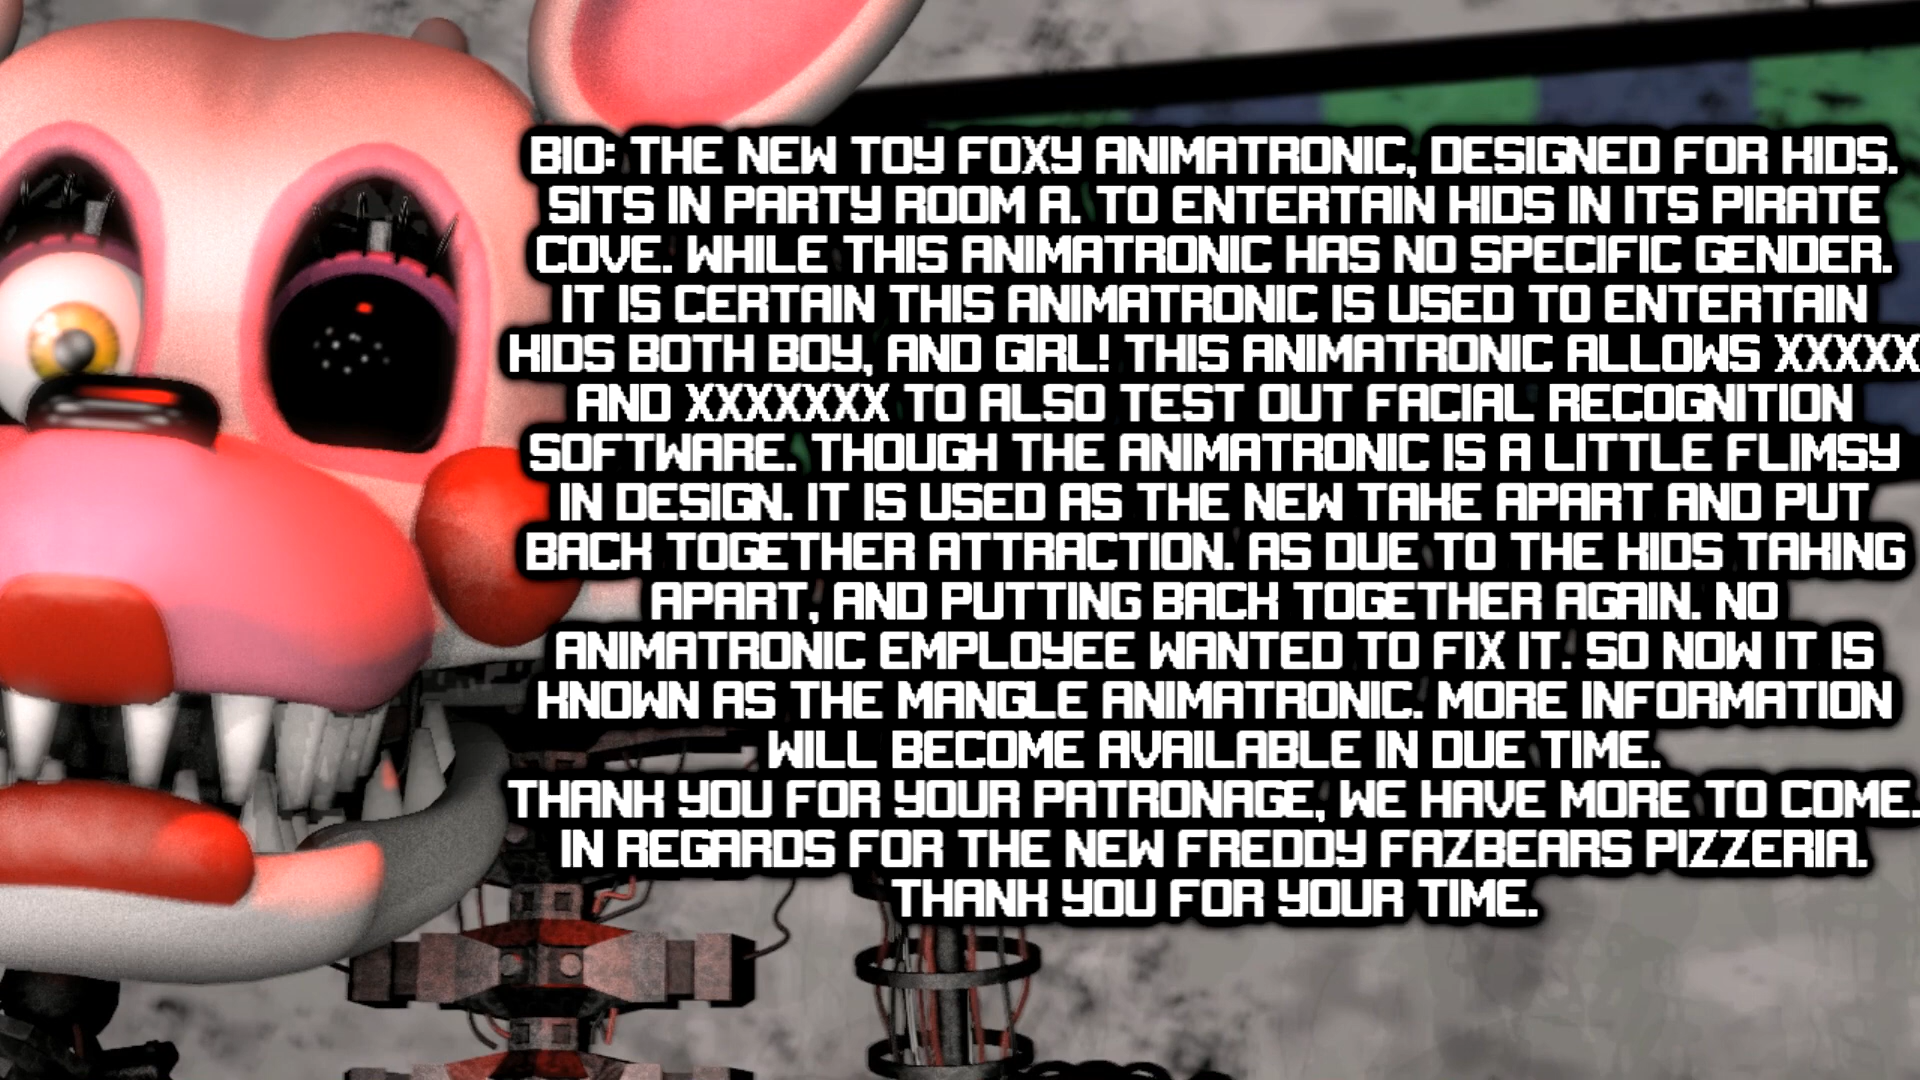 BIO: THE NEW TOY FOXY ANIMATRONIC, DESIGNED FOR KIDS.
SITS IN PARTY ROOM A. TO ENTERTAIN KIDS IN ITS PIRATE
COVE. WHILE THIS ANIMATRONIC HAS NO SPECIFIC GENDER.
IT IS CERTAIN THIS ANIMATRONIC IS USED TO ENTERTAIN
KIDS BOTH BOY, AND GIRL! THIS ANIMATRONIC ALLOWS XXXXX
AND XXXXXXX TO ALSO TEST OUT FACIAL RECOGNITION
SOFTWARE. THOUGH THE ANIMATRONIC IS A LITTLE FLIMSY
IN DESIGN. IT IS USED AS THE NEW TAKE APART AND PUT
BACK TOGETHER ATTRACTION. AS DUE TO THE KIDS TAKING
APART, AND PUTTING BACK TOGETHER AGAIN. NO
ANIMATRONIC EMPLOYEE WANTED TO FIX IT. SO NOW IT IS
KNOWN AS THE MANGLE ANIMATRONIC. MORE INFORMATION
WILL BECOME AVAILABLE IN DUE TIME.
THANK YOU FOR YOUR PATRONAGE, WE HAVE MORE TO COME.
IN REGARDS FOR THE NEW FREDDY FAZBEARS PIZZERIA.
THANK YOU FOR YOUR TIME.